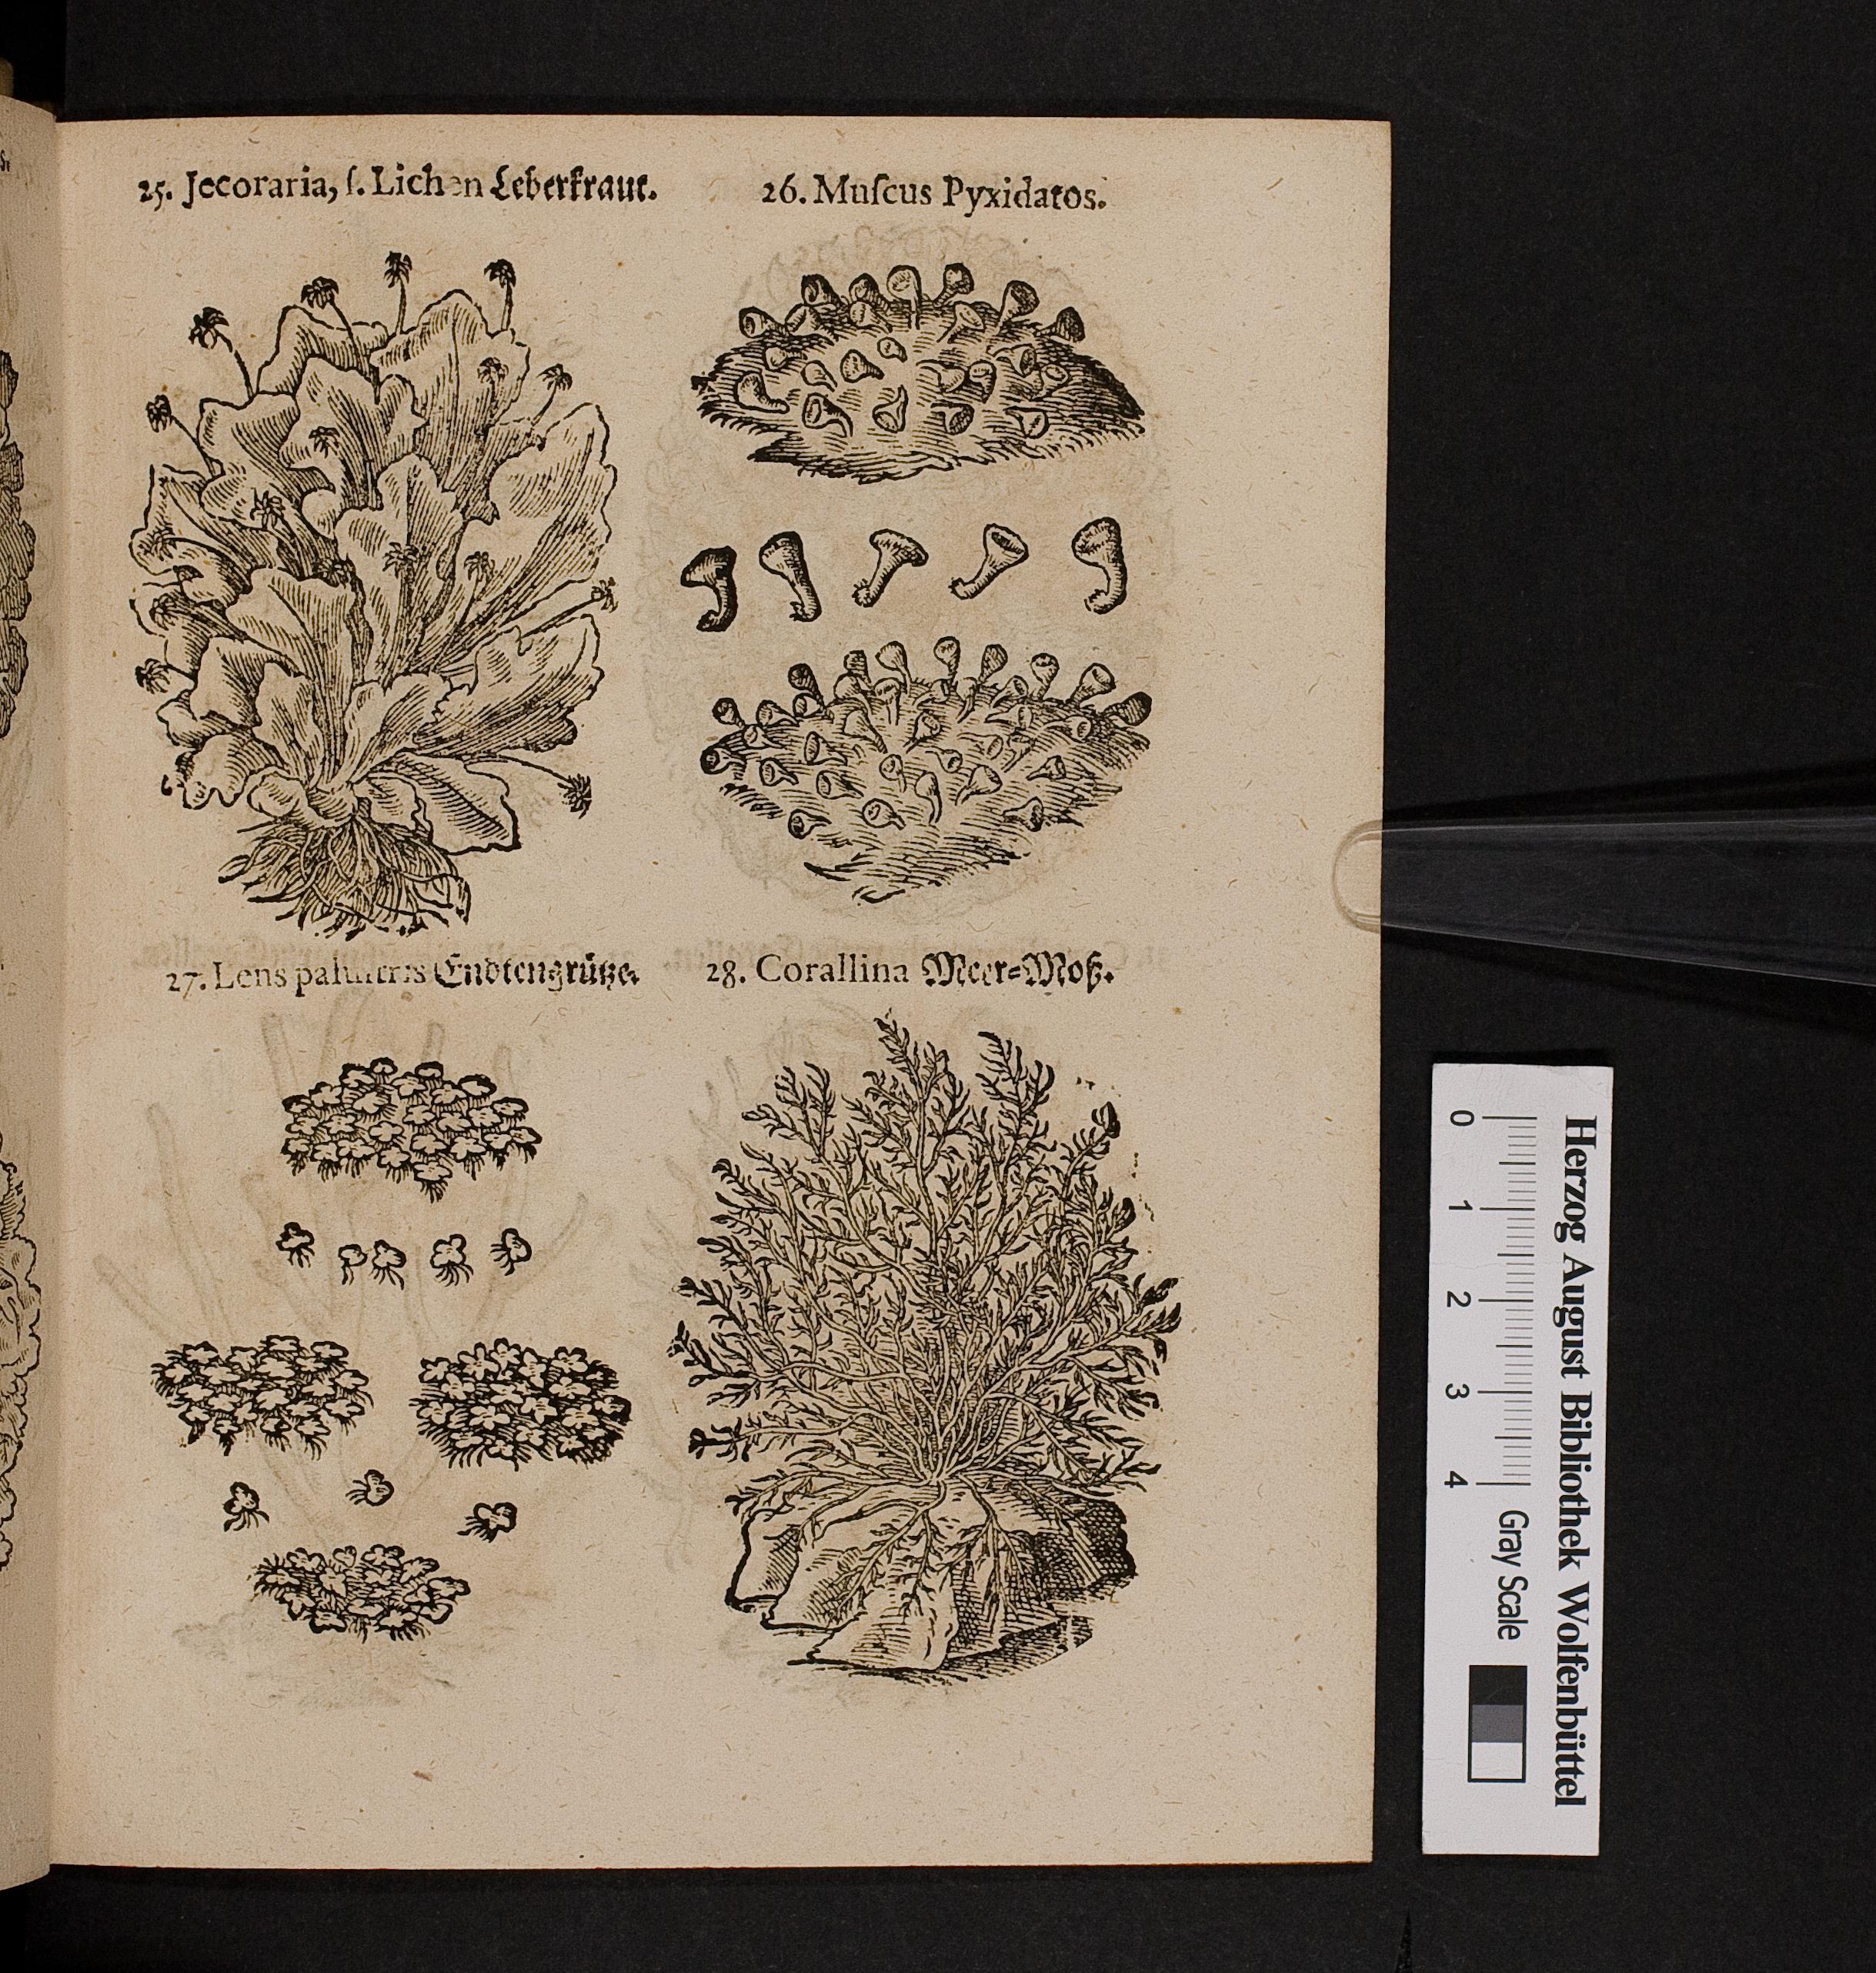 25. Jecoraria, ſ. Lichen Leberkraut.
26. Muſcus Pyxidatos.
27. Lens paluſtris Endtengrütze.
28. Corallina Meer=Moß.
Herzog August Bibliothek Wolfenbüttel
0 1 2 3 4 Gray Scale